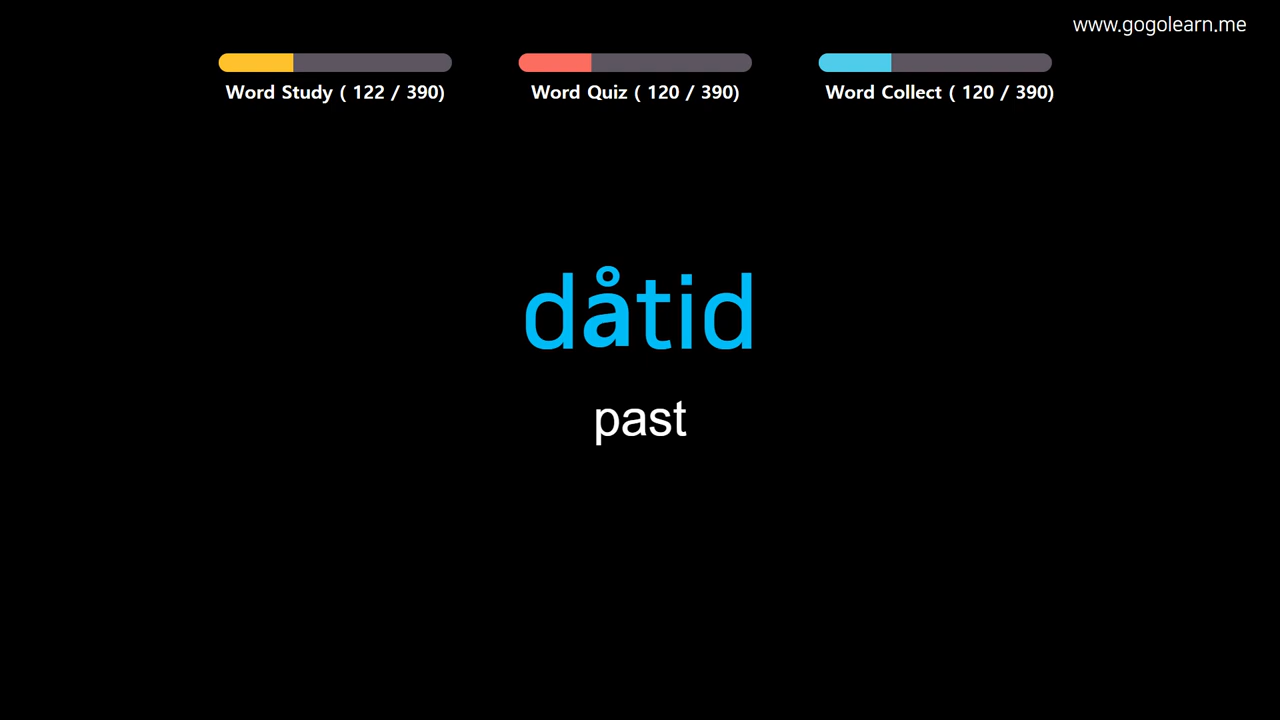 www.gogolearn.me
Word Study ( 122 / 390)
Word Quiz ( 120 / 390)
Word Collect ( 120 / 390)
dåtid
past